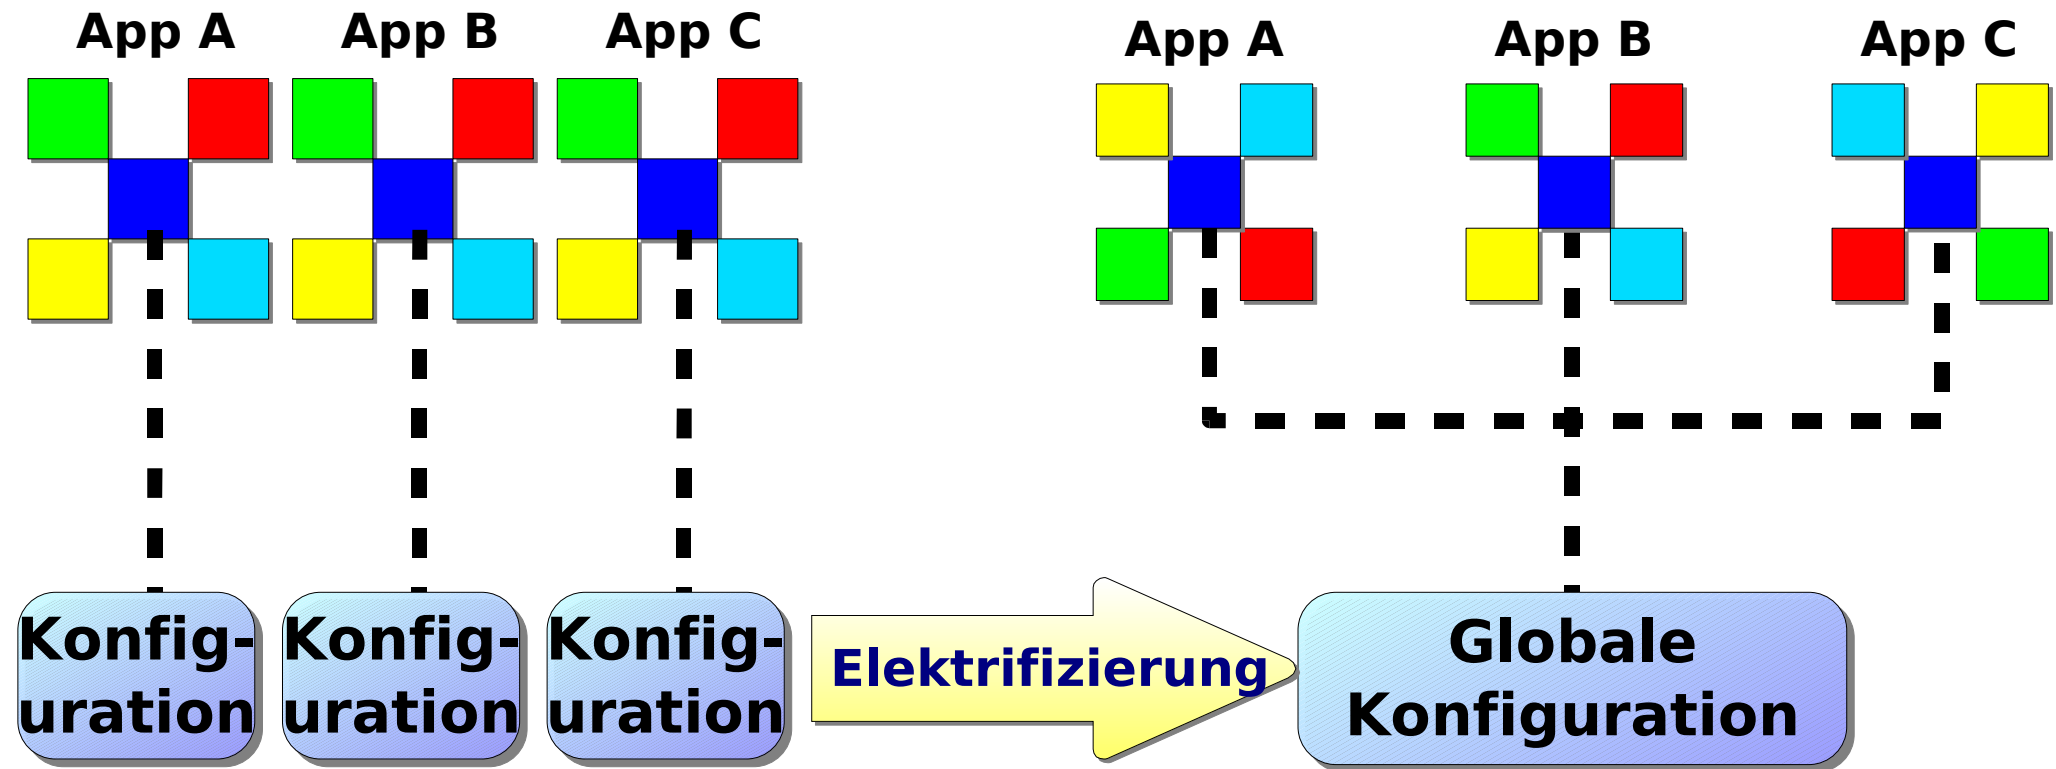 App A
App B
App C
App A
App B
App C
Konfig-
uration
Konfig-
uration
Konfig-
uration
Elektrifizierung
Globale
Konfiguration